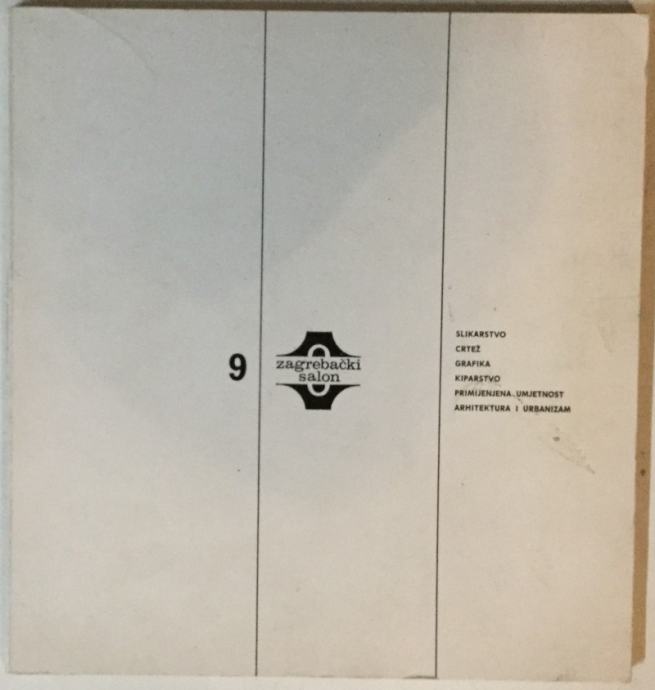 9
zagrebački
salon
SLIKARSTVO
CRTEŽ
GRAFIKA
KIPARSTVO
PRIMIJENJENA UMJETNOST
ARHITEKTURA I URBANIZAM